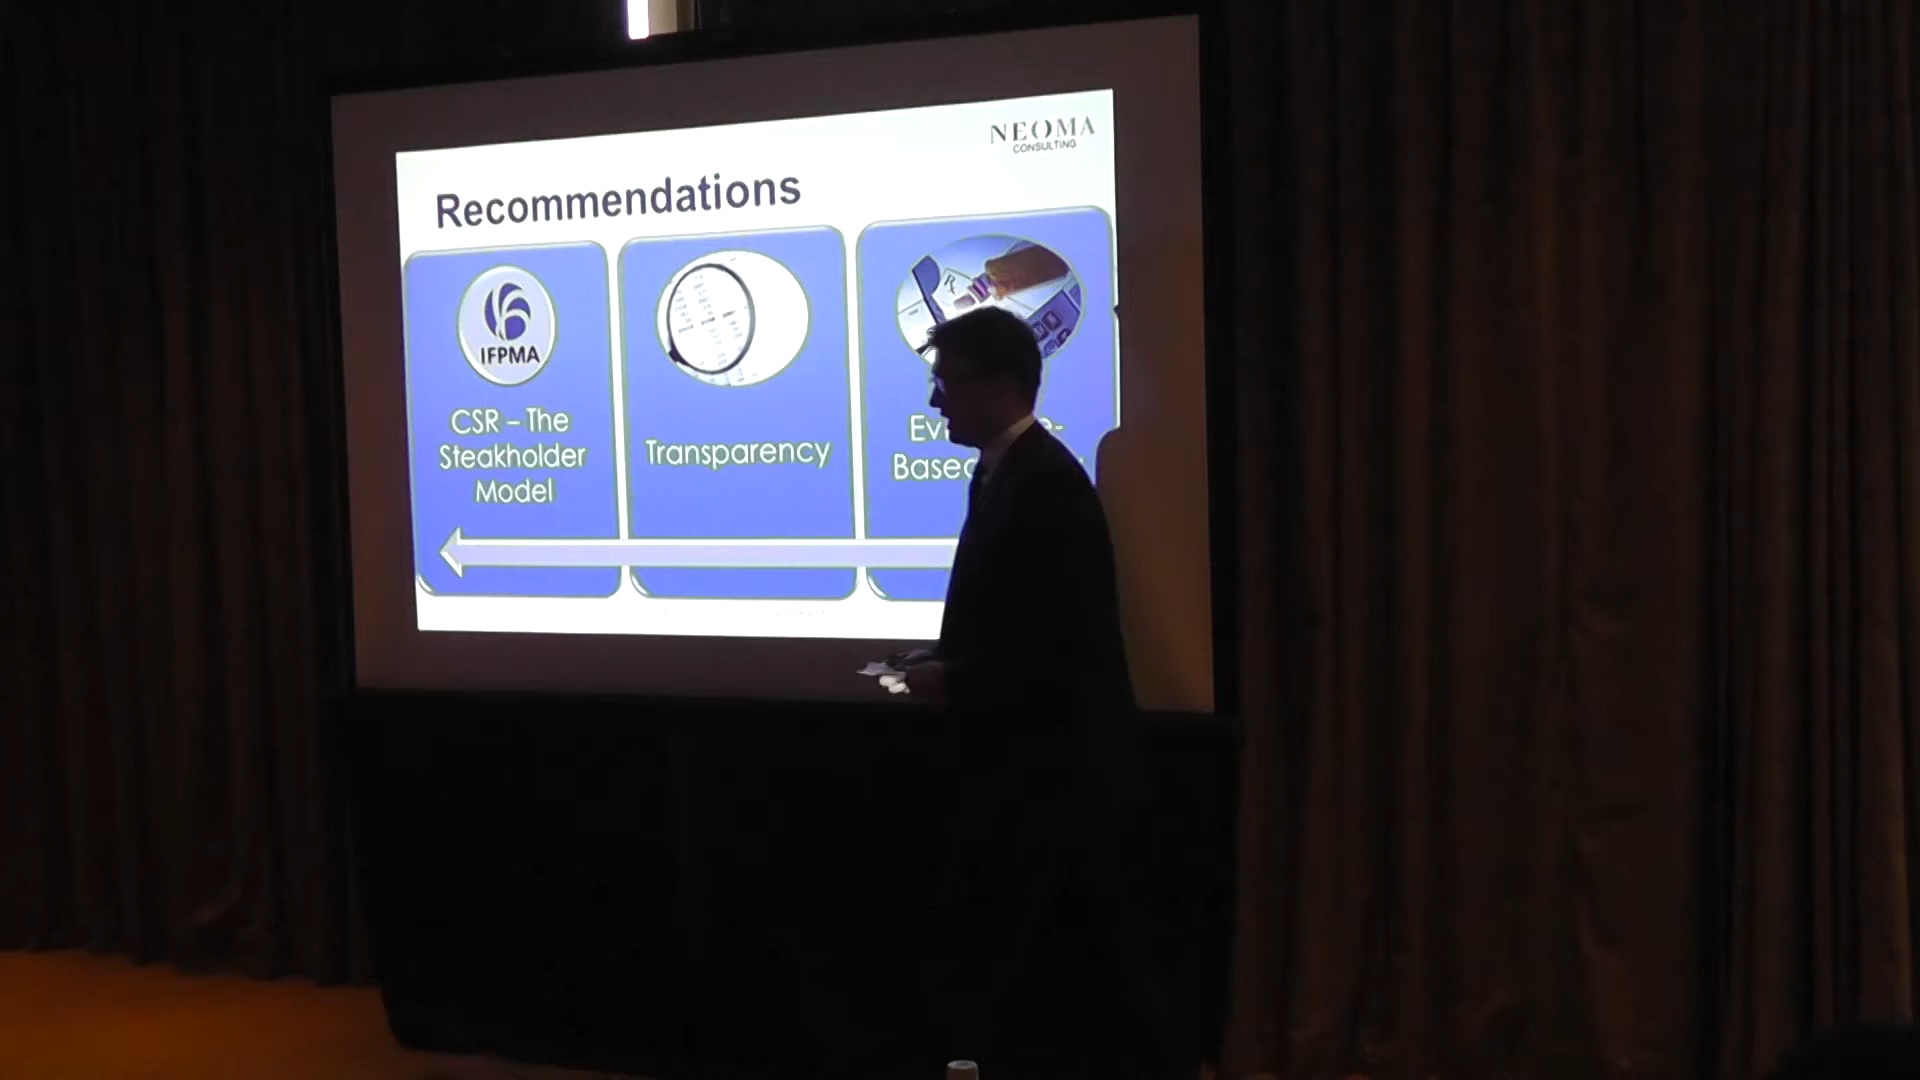 NEOMA
CONSULTING
Recommendations
IFPMA
CSR – The
Steakholder
Model
Transparency
Based